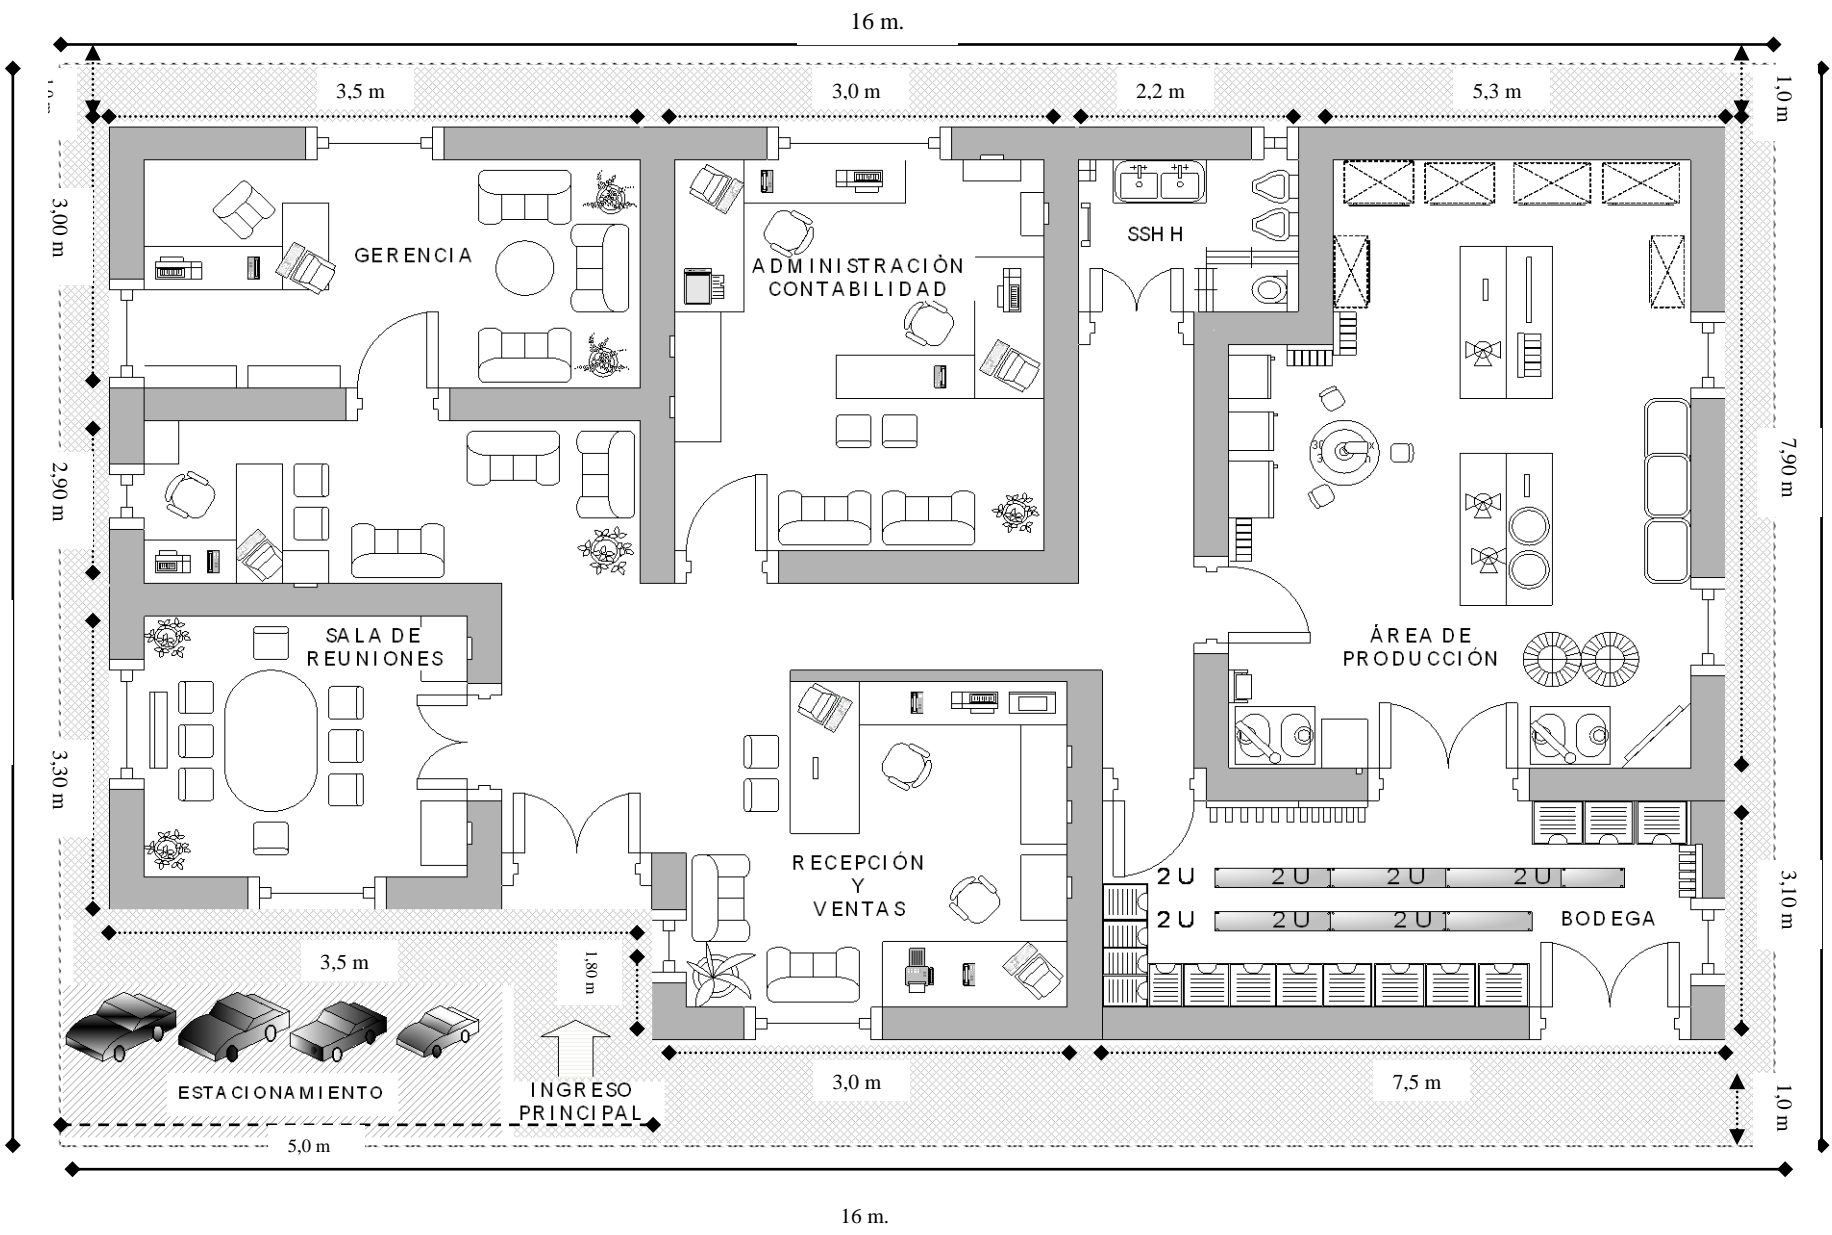 16 m.
3,5 m
3,0 m
2,2 m
5,3 m
1,0 m
3,00 m
GERENCIA
ADMINISTRACIÓN
CONTABILIDAD
SSHH
2,90 m
7,90 m
SALA DE
REUNIONES
ÁREA DE
PRODUCCIÓN
3,30 m
RECEPCIÓN
Y
VENTAS
2U 2U 2U 2U
2U 2U 2U
BODEGA
3,10 m
3,5 m
1,80 m
ESTACIONAMIENTO
INGRESO
PRINCIPAL
3,0 m
7,5 m
1,0 m
5,0 m
16 m.